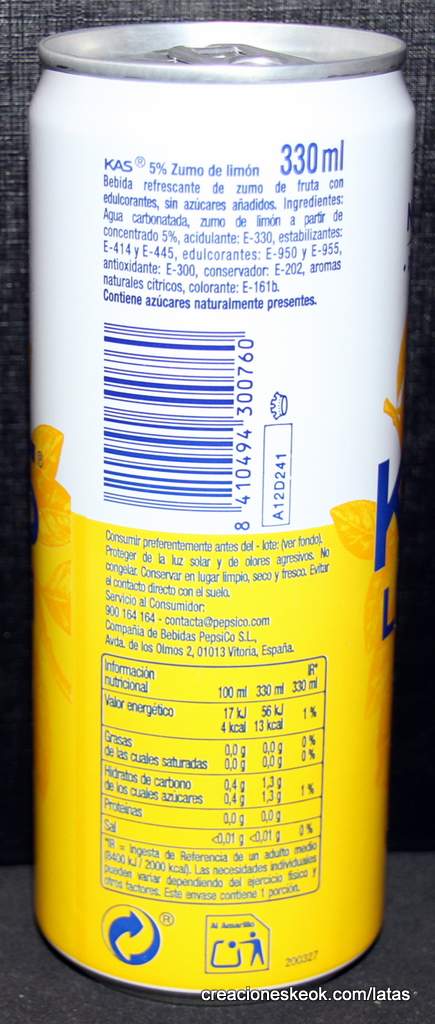 KAS® 5% Zumo de limón 330 ml
Bebida refrescante de zumo de fruta con
edulcorantes, sin azúcares añadidos. Ingredientes:
Agua carbonatada, zumo de limón a partir de
concentrado 5%, acidulante: E-330, estabilizantes:
E-414 y E-445, edulcorantes: E-950 y E-955,
antioxidante: E-300, conservador: E-202, aromas
naturales cítricos, colorante: E-161b.
Contiene azúcares naturalmente presentes.
8 410494 300760
A12D241
Consumir preferentemente antes del - lote: (ver fondo).
Proteger de la luz solar y de olores agresivos. No
congelar. Conservar en lugar limpio, seco y fresco. Evitar
el contacto directo con el suelo.
Servicio al Consumidor:
900 164 164 - contacta@pepsico.com
Compañía de Bebidas PepsiCo S.L.,
Avda. de los Olmos 2, 01013 Vitoria, España.
Información IR*
nutricional 100 ml 330 ml 330 ml
Valor energético 17 kJ 56 kJ 1%
4 kcal 13 kcal
Grasas 0,0 g 0,0 g 0%
de las cuales saturadas 0,0 g 0,0 g 0%
Hidratos de carbono 0,4 g 1,3 g
de los cuales azúcares 0,4 g 1,3 g 1%
Proteínas 0,0 g 0,0 g
Sal <0,01 g <0,01 g 0%
*IR = Ingesta de Referencia de un adulto medio
(8400 kJ / 2000 kcal). Las necesidades individuales
pueden variar dependiendo del ejercicio físico y
otros factores. Este envase contiene 1 porción.
®
Al Amarillo
200327
K
L
creacioneskeok.com/latas